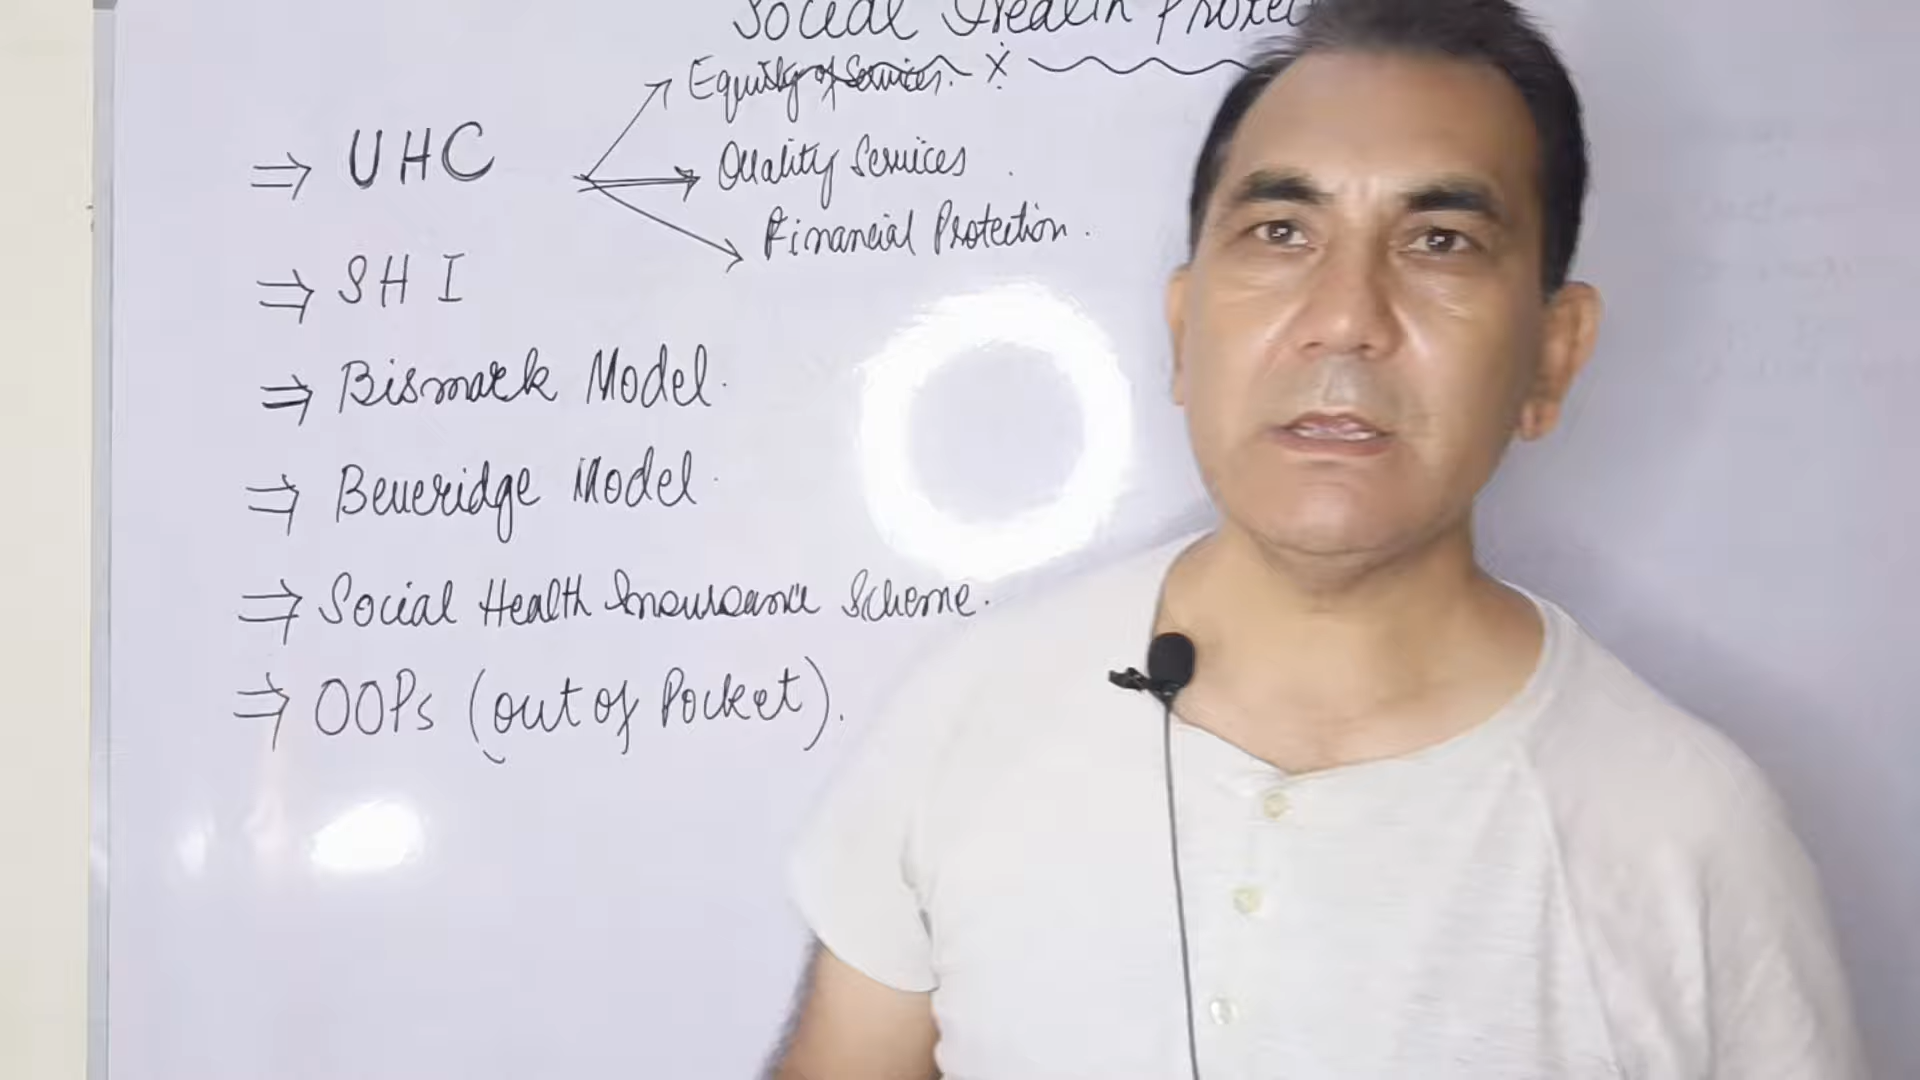 Social Health Protec
Equity of Services.
⇒ UHC
Quality Services
Financial Protection.
⇒ SHI
⇒ Bismark Model.
⇒ Beveridge Model.
⇒ Social Health Insurance Scheme.
⇒ OOPs (out of Pocket).